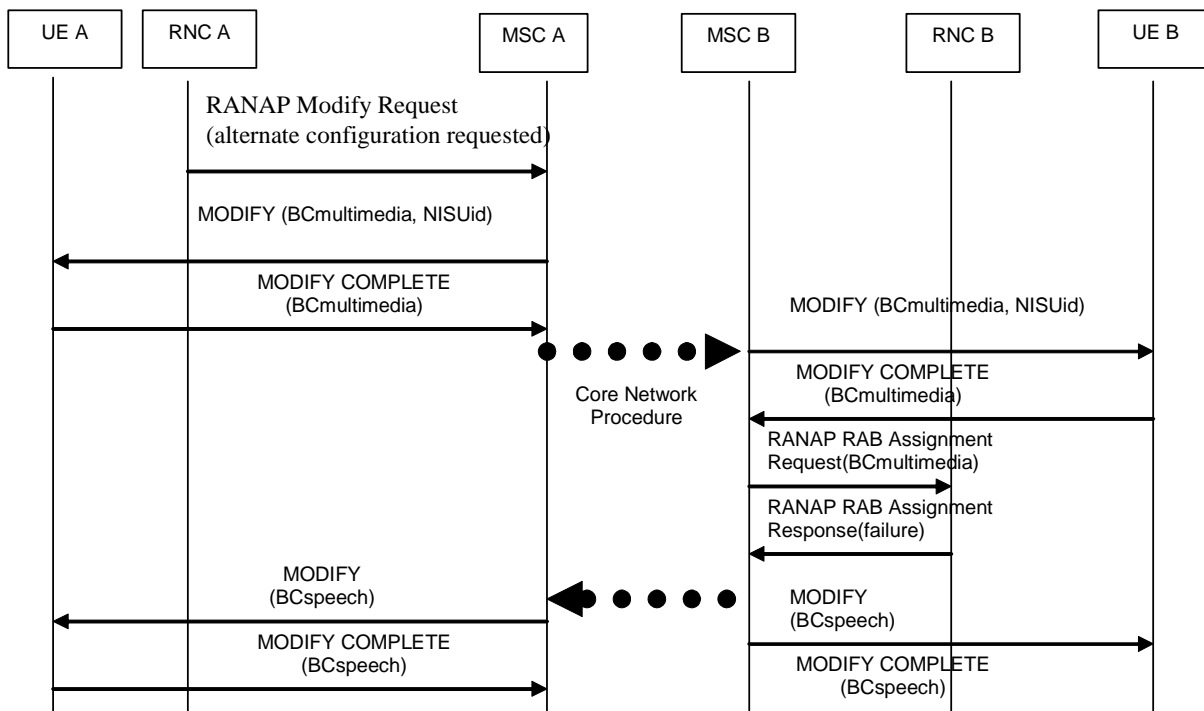 UE A
RNC A
MSC A
MSC B
RNC B
UE B
RANAP Modify Request
(alternate configuration requested)
MODIFY (BCmultimedia, NISUid)
MODIFY COMPLETE
(BCmultimedia)
MODIFY (BCmultimedia, NISUid)
Core Network
Procedure
MODIFY COMPLETE
(BCmultimedia)
RANAP RAB Assignment
Request(BCmultimedia)
RANAP RAB Assignment
Response(failure)
MODIFY
(BCspeech)
MODIFY
(BCspeech)
MODIFY COMPLETE
(BCspeech)
MODIFY COMPLETE
(BCspeech)